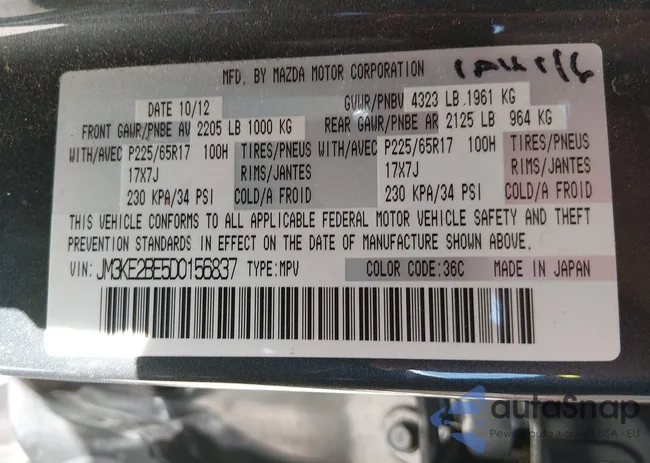 MFD. BY MAZDA MOTOR CORPORATION
DATE 10/12 GVWR/PNBV 4323 LB 1961 KG
FRONT GAWR/PNBE AV 2205 LB 1000 KG REAR GAWR/PNBE AR 2125 LB 964 KG
WITH/AVEC P225/65R17 100H TIRES/PNEUS WITH/AVEC P225/65R17 100H TIRES/PNEUS
17X7J RIMS/JANTES 17X7J RIMS/JANTES
230 KPA/34 PSI COLD/A FROID 230 KPA/34 PSI COLD/A FROID
THIS VEHICLE CONFORMS TO ALL APPLICABLE FEDERAL MOTOR VEHICLE SAFETY AND THEFT
PREVENTION STANDARDS IN EFFECT ON THE DATE OF MANUFACTURE SHOWN ABOVE.
VIN: JM3KE2BE5D0156837 TYPE:MPV COLOR CODE:36C MADE IN JAPAN
autoSnap
Pewne auta z aukcji USA i EU